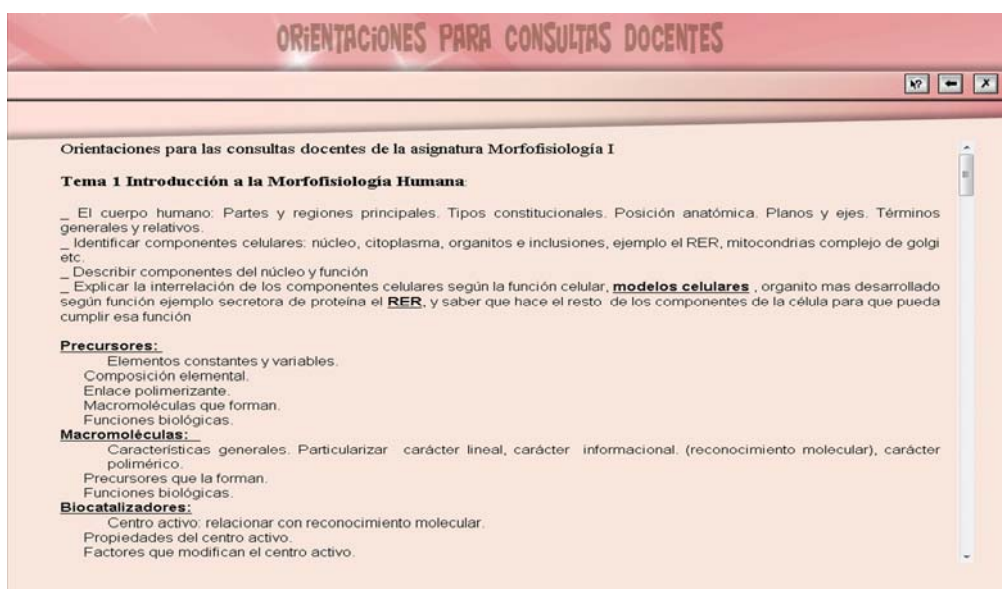 ORiENTACiONES PARA CONSULTAS DOCENTES
Orientaciones para las consultas docentes de la asignatura Morfofisiología I
Tema 1 Introducción a la Morfofisiología Humana:
_ El cuerpo humano: Partes y regiones principales. Tipos constitucionales. Posición anatómica. Planos y ejes. Términos
generales y relativos.
_ Identificar componentes celulares: núcleo, citoplasma, organitos e inclusiones, ejemplo el RER, mitocondrias complejo de golgi
etc.
_ Describir componentes del núcleo y función
_ Explicar la interrelación de los componentes celulares según la función celular, modelos celulares , organito mas desarrollado
según función ejemplo secretora de proteína el RER, y saber que hace el resto de los componentes de la célula para que pueda
cumplir esa función
Precursores:
Elementos constantes y variables.
Composición elemental.
Enlace polimerizante.
Macromoléculas que forman.
Funciones biológicas.
Macromoléculas:
Características generales. Particularizar carácter lineal, carácter informacional. (reconocimiento molecular), carácter
polimérico.
Precursores que la forman.
Funciones biológicas.
Biocatalizadores:
Centro activo: relacionar con reconocimiento molecular.
Propiedades del centro activo.
Factores que modifican el centro activo.